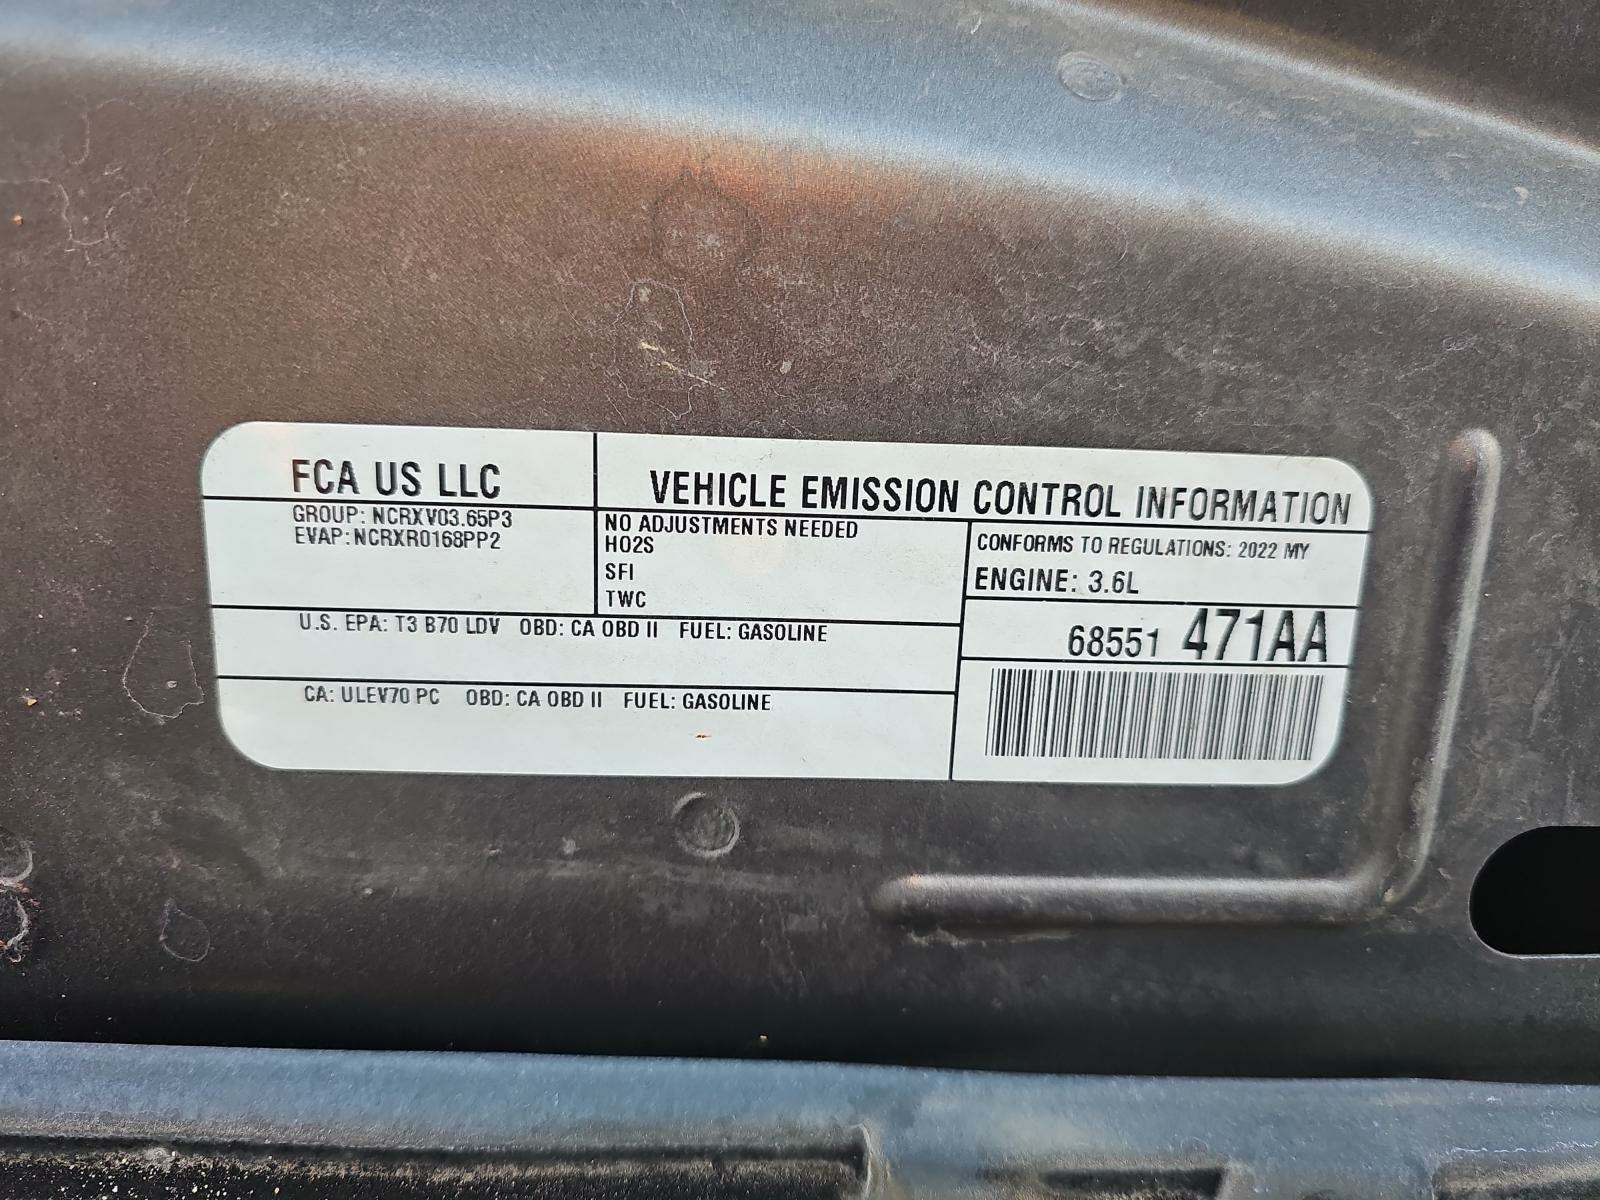 FCA US LLC
VEHICLE EMISSION CONTROL INFORMATION
GROUP: NCRXV03.65P3
EVAP: NCRXR0168PP2
NO ADJUSTMENTS NEEDED
HO2S
SFI
TWC
CONFORMS TO REGULATIONS: 2022 MY
ENGINE: 3.6L
U.S. EPA: T3 B70 LDV OBD: CA OBD II FUEL: GASOLINE
68551 471AA
CA: ULEV70 PC OBD: CA OBD II FUEL: GASOLINE